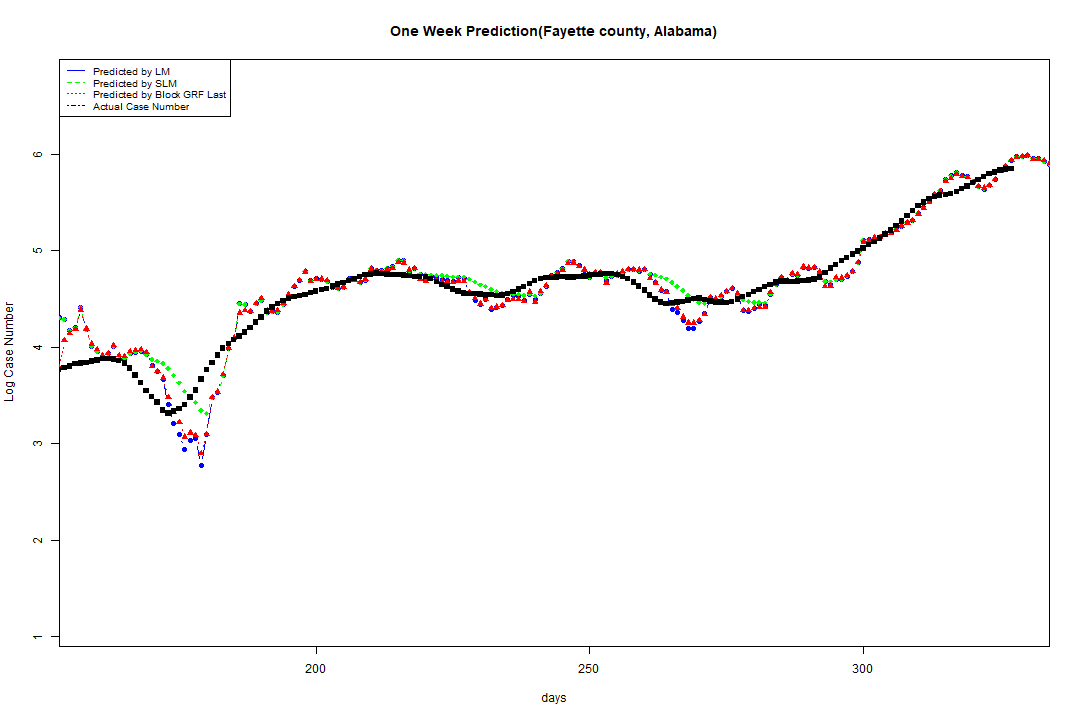 One Week Prediction(Fayette county, Alabama)
Predicted by LM
Predicted by SLM
Predicted by Block GRF Last
Actual Case Number
6
5
4
3
2
1
Log Case Number
200
250
300
days